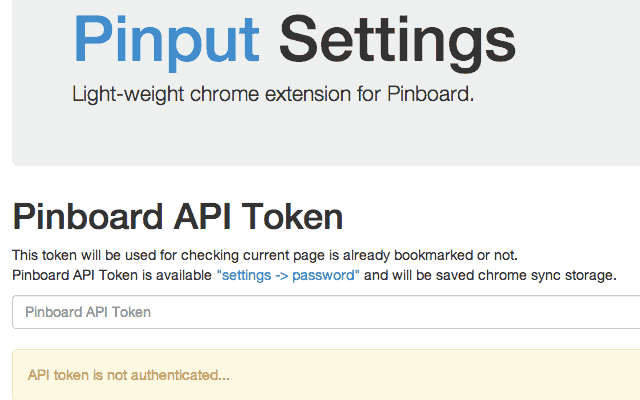 Pinput Settings
Light-weight chrome extension for Pinboard.
Pinboard API Token
This token will be used for checking current page is already bookmarked or not.
Pinboard API Token is available "settings -> password" and will be saved chrome sync storage.
Pinboard API Token
API token is not authenticated...